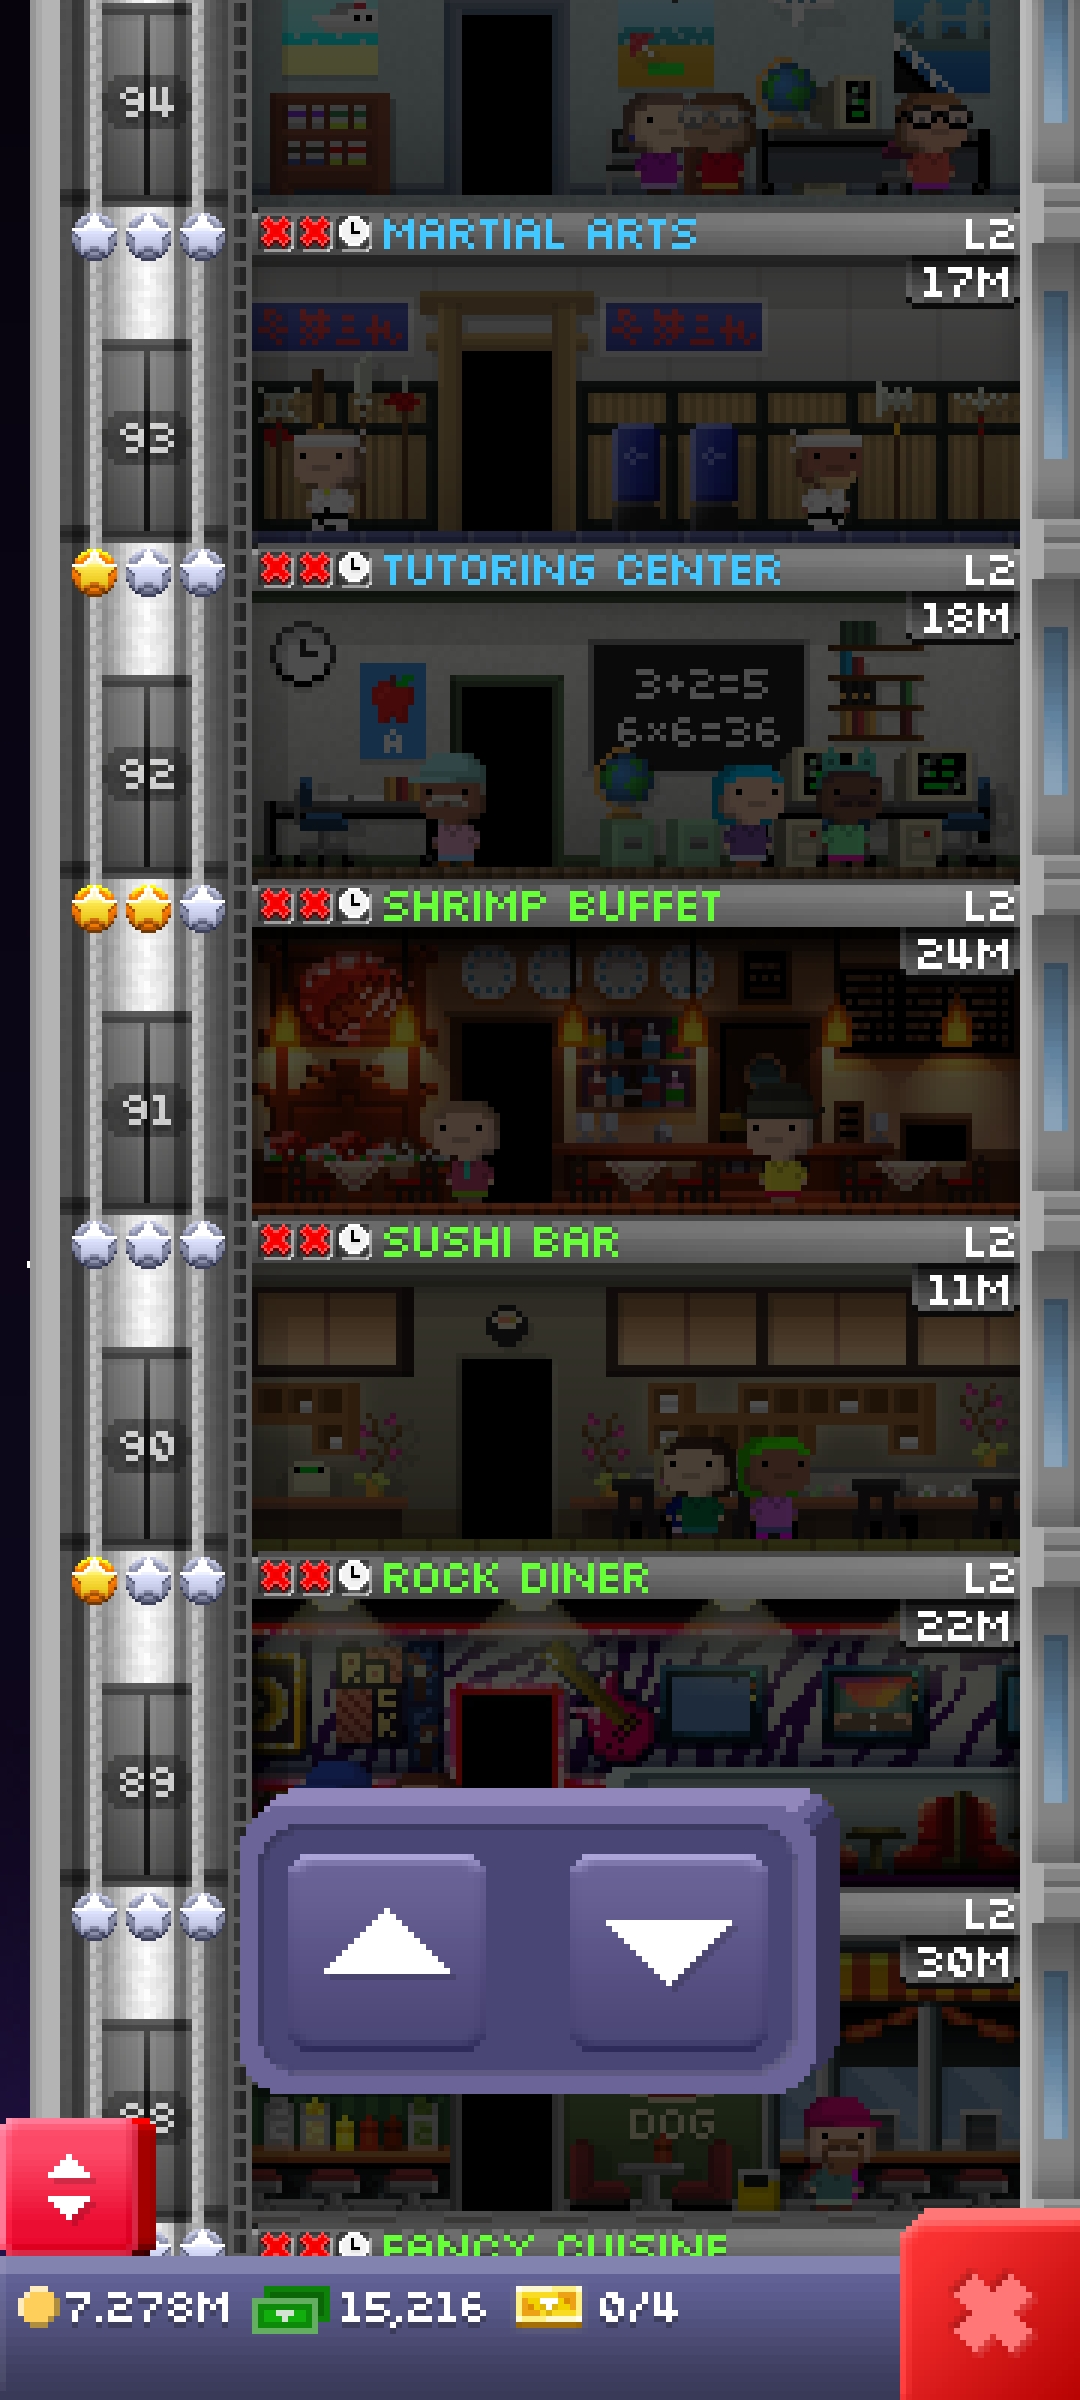 94
MARTIAL ARTS L2
17M
93
TUTORING CENTER L2
18M
3+2=5
6x6=36
A
92
SHRIMP BUFFET L2
24M
91
SUSHI BAR L2
11M
90
ROCK DINER L2
22M
ROCK
89
L2
30M
88
DOG
FANCY CUISINE
7.278M 15,216 0/4